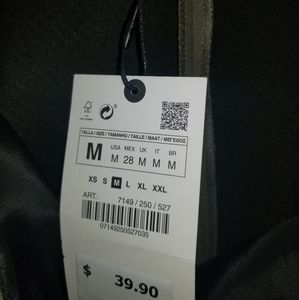 FSC
TALLA / SIZE / TAMANHO / TAILLE / MAAT / ΜΕΓΕΘΟΣ
M
USA MEX UK IT BR
M 28 M M M
XS S M L XL XXL
ART.:
7149 / 250 / 527
07149250527035
$ 39.90